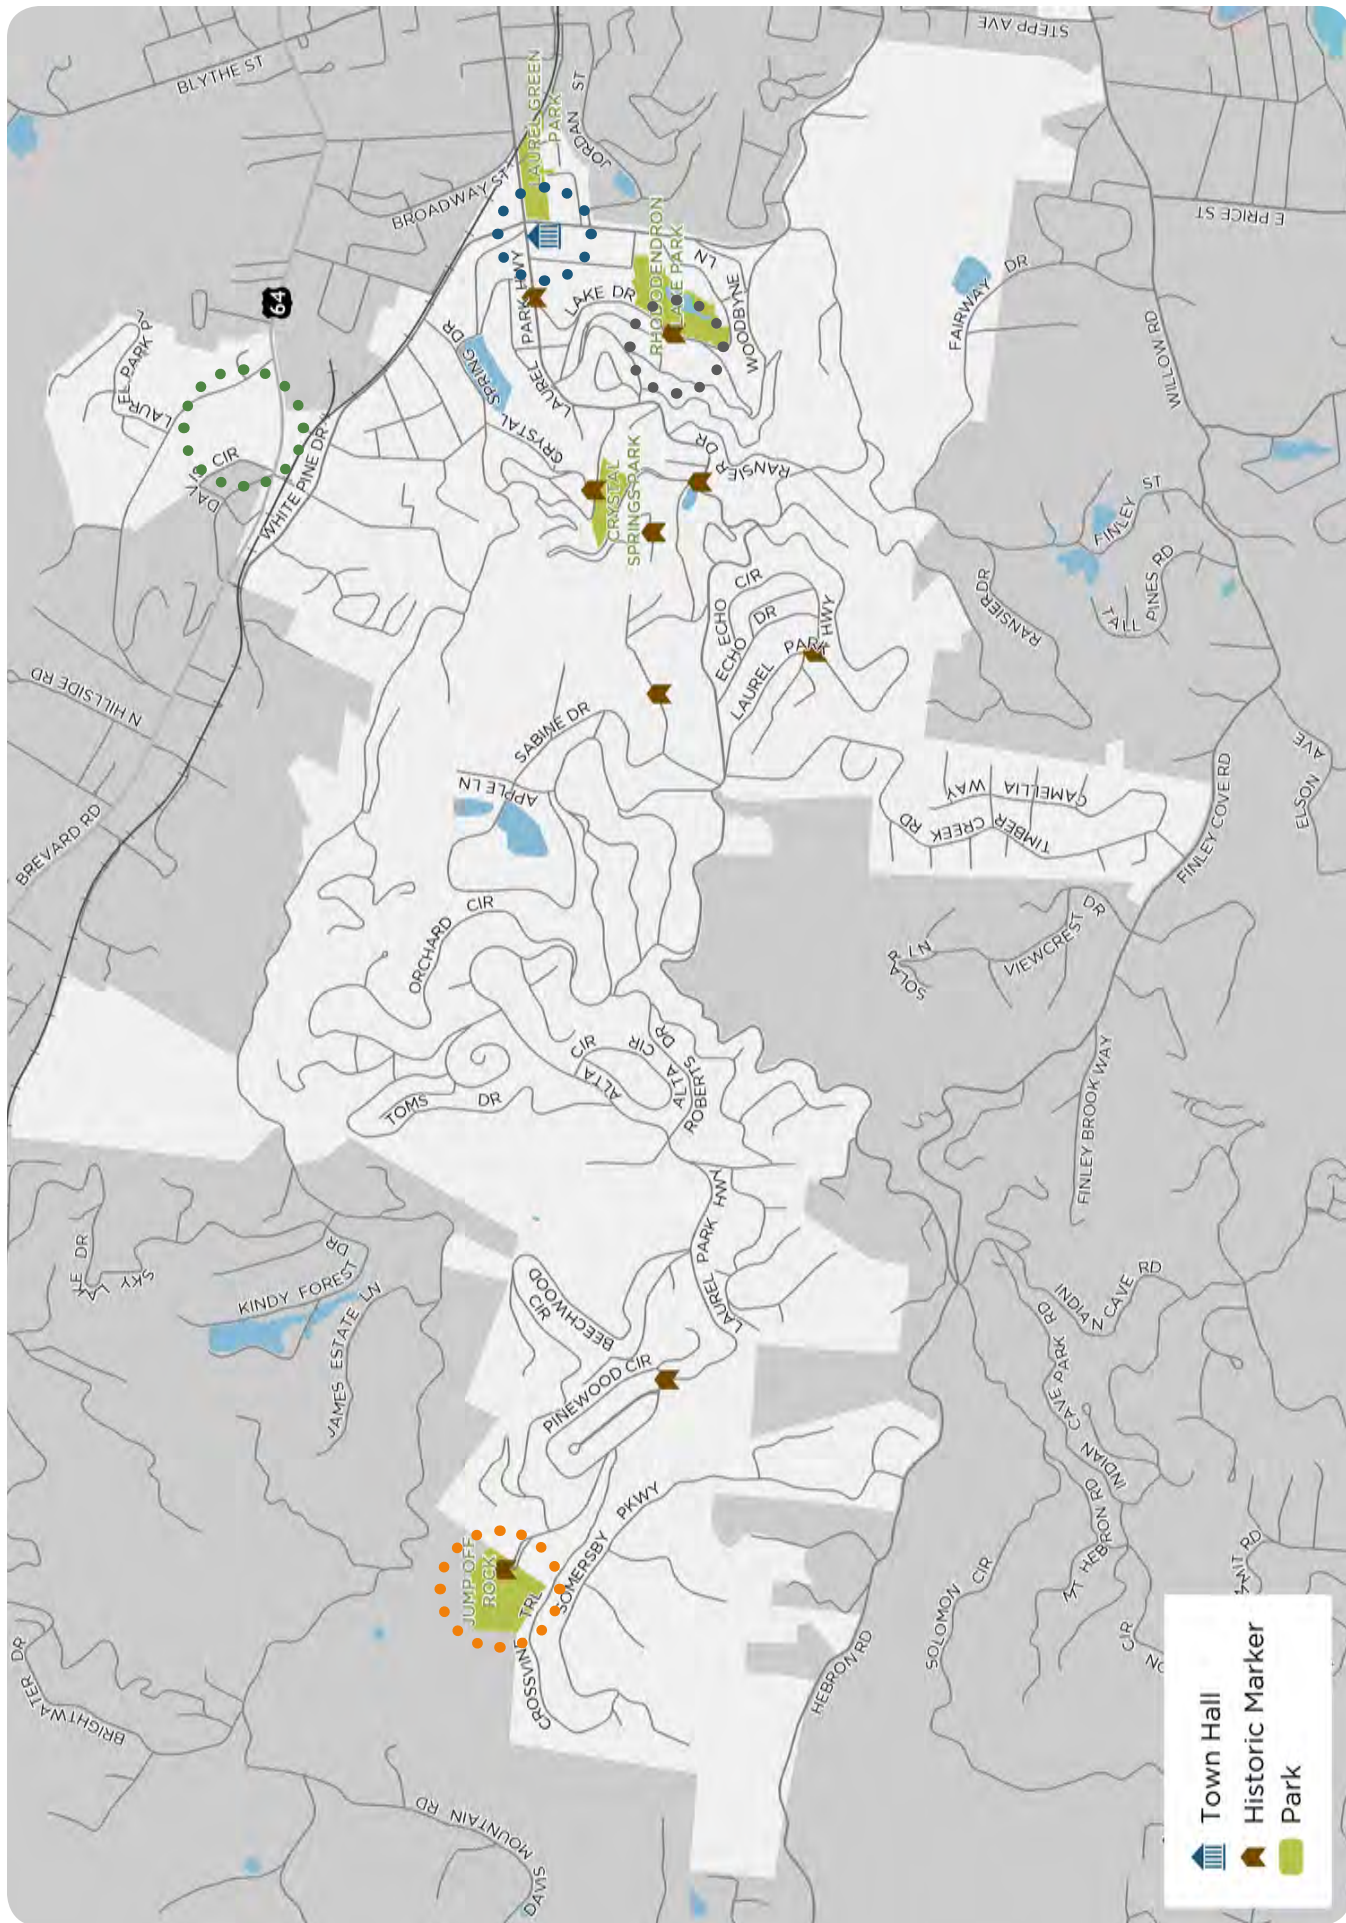 BLYTHE ST
STEPP AVE
LAUREL GREEN
PARK
JORDAN ST
BROADWAY ST
E PRICE ST
RHODODENDRON
LAKE PARK
LN
WOODBYNE
FAIRWAY DR
64
PARK HWY
LAKE DR
LAUREL
SPRING DR
CRYSTAL
LAUREL PARK PL
WILLOW RD
CIR
WHITE PINE DR
CRYSTAL
SPRINGS PARK
RANSIER DR
FINLEY ST
TALL PINES RD
RANSIER DR
ECHO CIR
ECHO DR
LAUREL PARK HWY
N HILLSIDE RD
SABINE DR
APPLE LN
BREVARD RD
CAMELLIA WAY
TIMBER CREEK RD
FINLEY COVE RD
ELSON AVE
ORCHARD CIR
SOLAR LN
VIEWCREST DR
ALTA CIR
ALTA CIR
ROBERTS DR
TOMS DR
FINLEY BROOK WAY
LAUREL PARK HWY
SKY LAKE DR
KINDY FOREST DR
JAMES ESTATE LN
BEECHWOOD CIR
PINEWOOD CIR
INDIAN CAVE RD
INDIAN CAVE PARK RD
MT HEBRON RD
SOMERSBY PKWY
JUMP OFF
ROCK
CROSSVINE TRL
SOLOMON CIR
HEBRON RD
CIR
RD
BRIGHTWATER DR
DAVIS MOUNTAIN RD
Town Hall
Historic Marker
Park